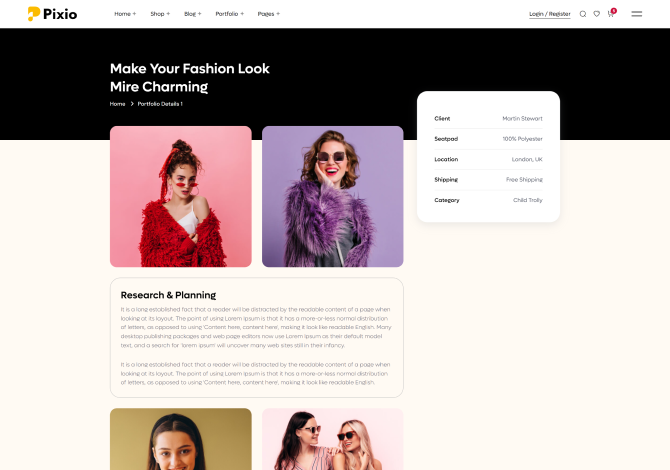 Pixio
Home + Shop + Blog + Portfolio + Pages +
Login / Register
Make Your Fashion Look
Mire Charming
Home > Portfolio Details 1
Client Martin Stewart
Seatpad 100% Polyester
Location London, UK
Shipping Free Shipping
Category Child Trolly
Research & Planning
It is a long established fact that a reader will be distracted by the readable content of a page when
looking at its layout. The point of using Lorem Ipsum is that it has a more-or-less normal distribution
of letters, as opposed to using 'Content here, content here', making it look like readable English. Many
desktop publishing packages and web page editors now use Lorem Ipsum as their default model
text, and a search for 'lorem ipsum' will uncover many web sites still in their infancy.
It is a long established fact that a reader will be distracted by the readable content of a page when
looking at its layout. The point of using Lorem Ipsum is that it has a more-or-less normal distribution
of letters, as opposed to using 'Content here, content here', making it look like readable English.